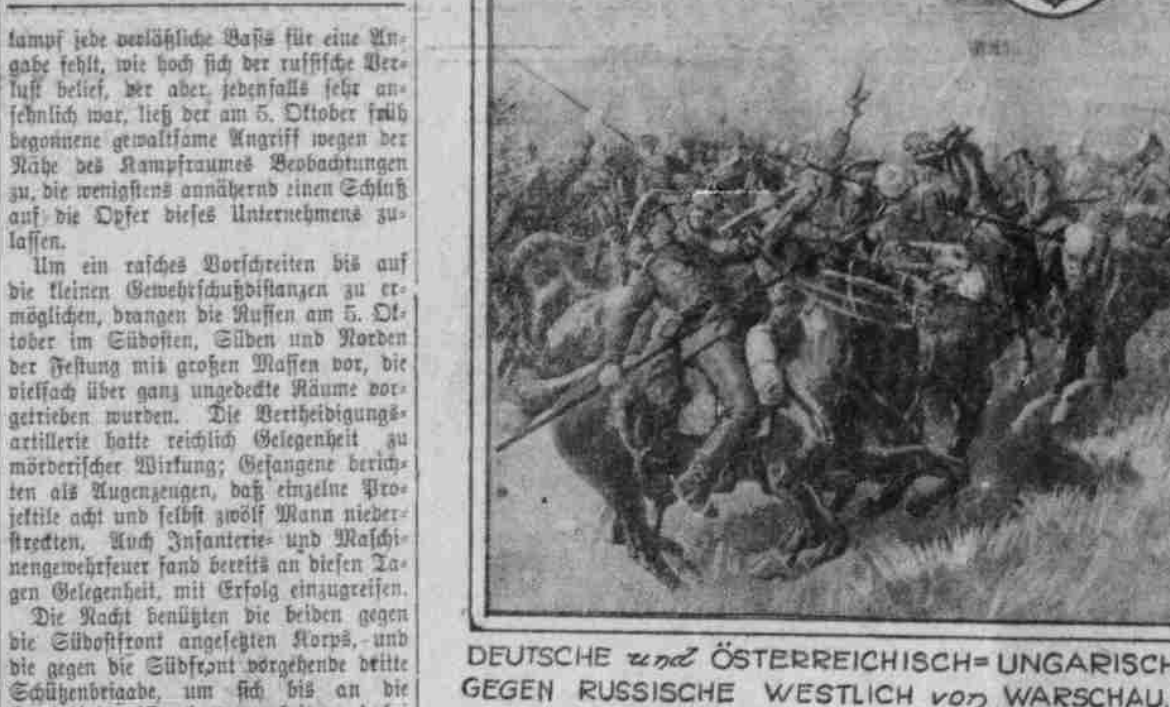 kampf jede verläßliche Basis für eine An-
gabe fehlt, wie hoch sich der russische Ver-
lust belief, der aber jedenfalls sehr an-
sehnlich war, ließ der am 5. Oktober früh
begonnene gewaltsame Angriff wegen der
Nähe des Kampfraumes Beobachtungen
zu, die wenigstens annähernd einen Schluß
auf die Opfer dieses Unternehmens zu-
lassen.
Um ein rasches Vorschreiten bis auf
die kleinen Gewehrschußdistanzen zu er-
möglichen, drangen die Russen am 5. Ok-
tober im Südosten, Süden und Norden
der Festung mit großen Massen vor, die
vielfach über ganz ungedeckte Räume vor-
getrieben wurden. Die Vertheidigungs-
artillerie hatte reichlich Gelegenheit zu
mörderischer Wirkung; Gefangene berich-
ten als Augenzeugen, daß einzelne Pro-
jektile acht und selbst zwölf Mann nieder-
streckten. Auch Infanterie- und Maschi-
nengewehrfeuer fand bereits an diesen Ta-
gen Gelegenheit, mit Erfolg einzugreifen.
Die Nacht benützten die beiden gegen
die Südostfront angesetzten Korps, und
die gegen die Südfront vorgehende dritte
Schützenbrigade, um sich bis an die
DEUTSCHE und ÖSTERREICHISCH=UNGARISCH
GEGEN RUSSISCHE WESTLICH von WARSCHAU.